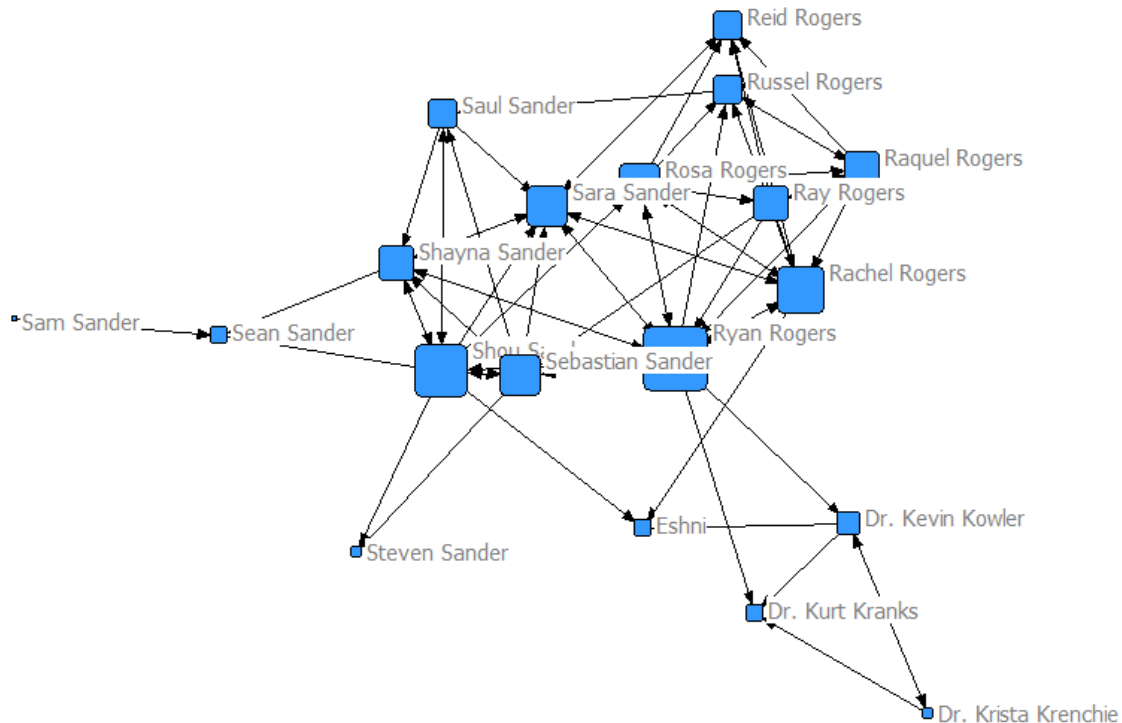 Reid Rogers
Russel Rogers
Saul Sander
Raquel Rogers
Rosa Rogers
Sara Sander
Ray Rogers
Shayna Sander
Rachel Rogers
Sam Sander
Sean Sander
Ryan Rogers
Shou
Sebastian Sander
Eshni
Dr. Kevin Kowler
Steven Sander
Dr. Kurt Kranks
Dr. Krista Krenchie